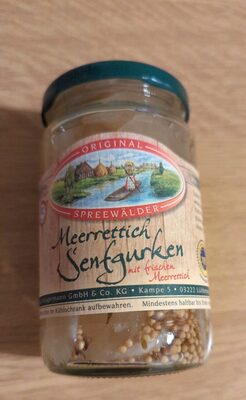 ORIGINAL
SPREEWÄLDER
Meerrettich
Senfgurken
mit frischem
Meerrettich
GmbH & Co. KG • Kampe 5 • 03222
im Kühlschrank aufbewahren. Mindestens haltbar bis